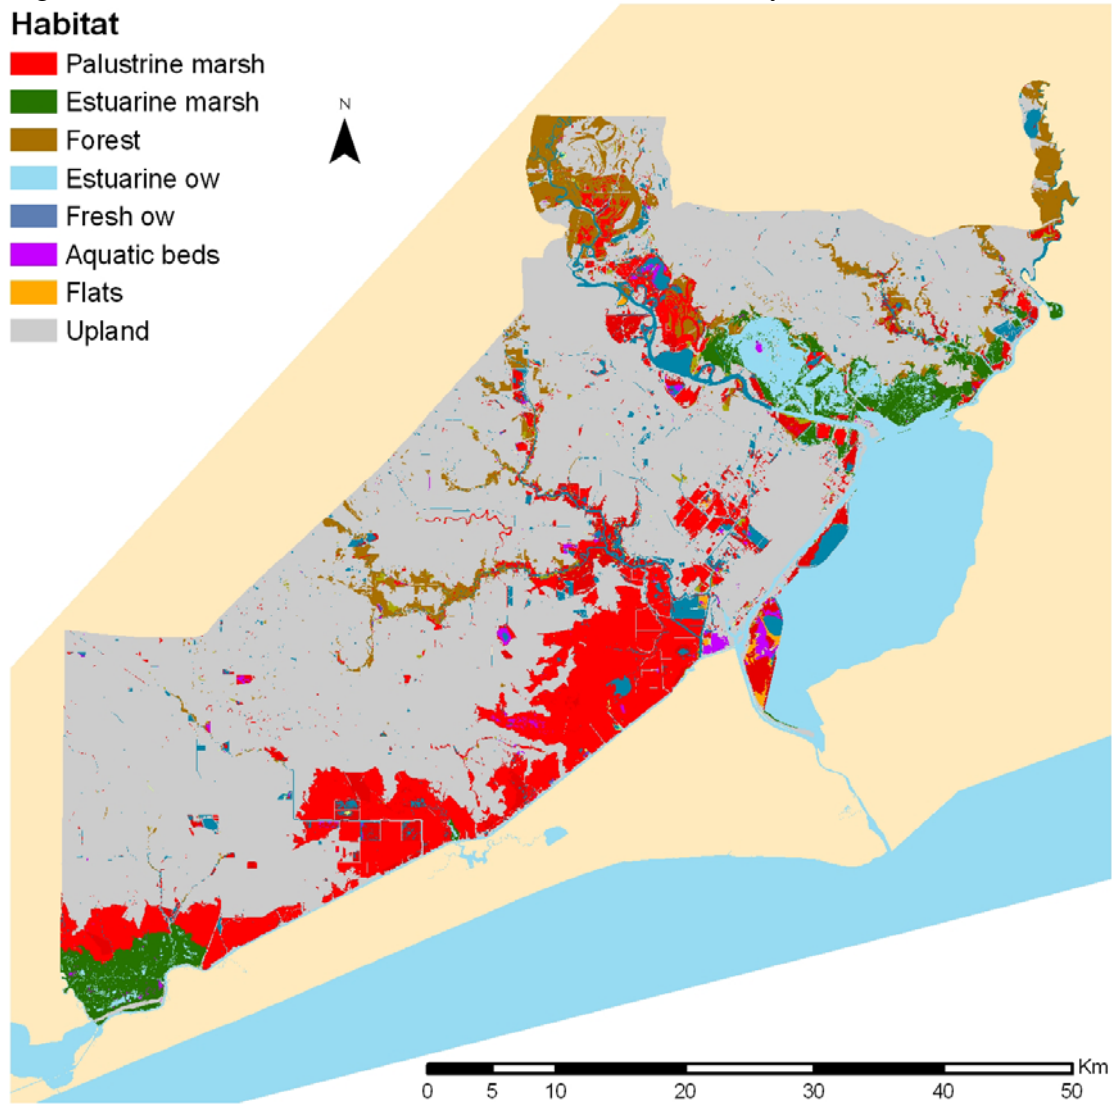 Habitat
Palustrine marsh
Estuarine marsh
Forest
Estuarine ow
Fresh ow
Aquatic beds
Flats
Upland
N
Km
0 5 10 20 30 40 50